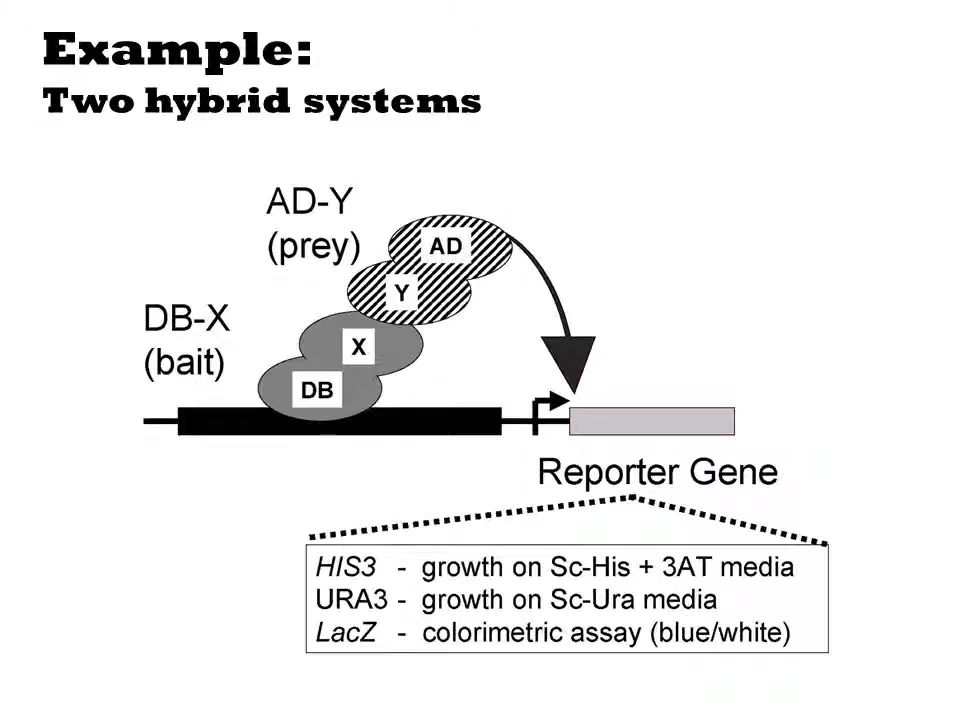 Example:
Two hybrid systems
AD-Y
(prey)
AD
Y
DB-X
(bait)
X
DB
Reporter Gene
HIS3 - growth on Sc-His + 3AT media
URA3 - growth on Sc-Ura media
LacZ - colorimetric assay (blue/white)